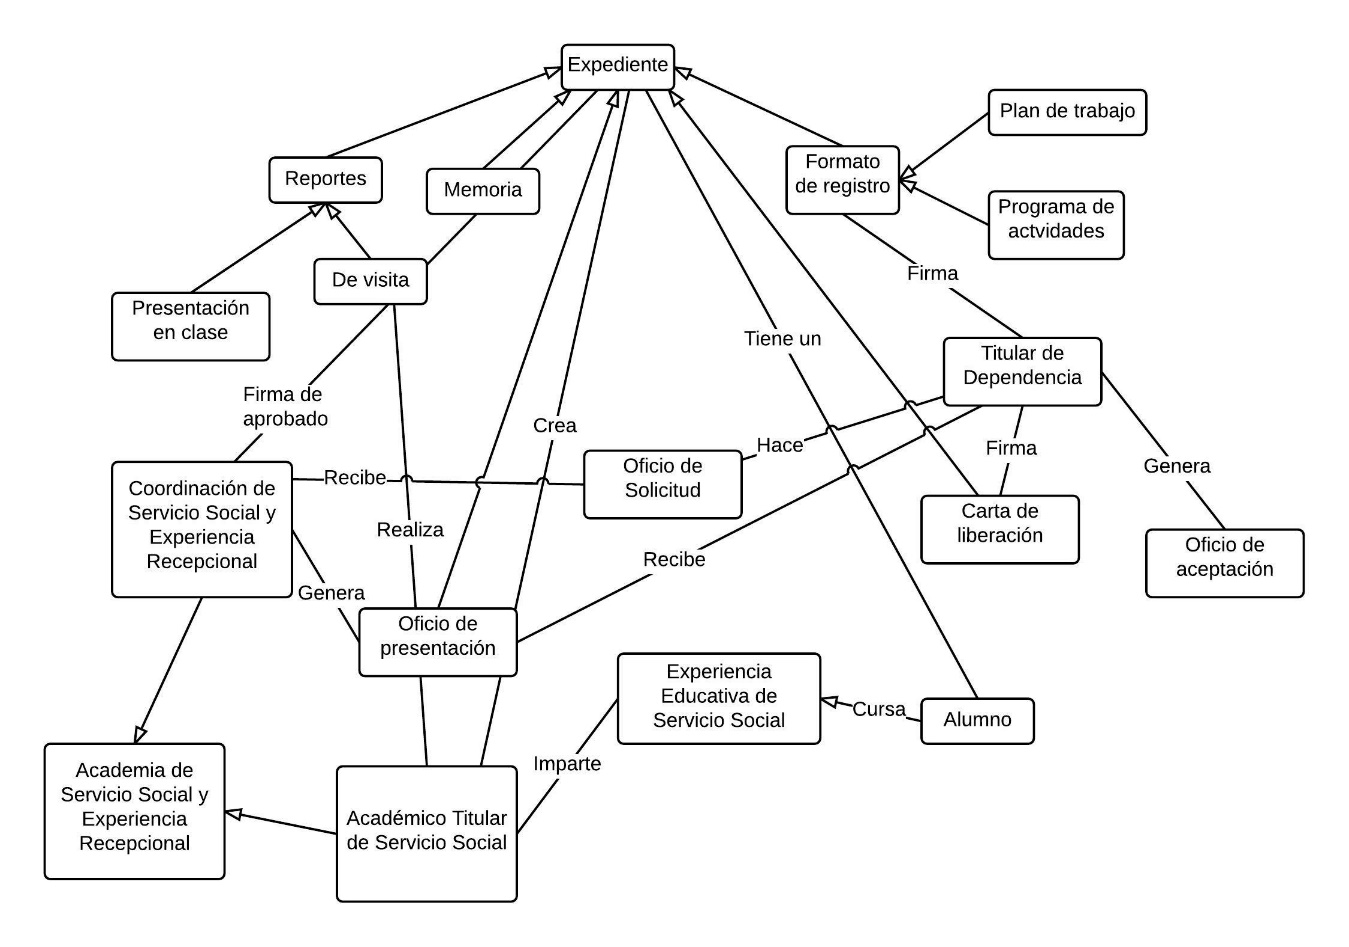 Expediente
Plan de trabajo
Formato
de registro
Reportes
Memoria
Programa de
actvidades
De visita
Firma
Presentación
en clase
Tiene un
Titular de
Dependencia
Firma de
aprobado
Crea
Hace
Firma
Oficio de
Solicitud
Genera
Recibe
Coordinación de
Servicio Social y
Experiencia
Recepcional
Carta de
liberación
Realiza
Oficio de
aceptación
Recibe
Genera
Oficio de
presentación
Experiencia
Educativa de
Servicio Social
Cursa
Alumno
Imparte
Academia de
Servicio Social y
Experiencia
Recepcional
Académico Titular
de Servicio Social